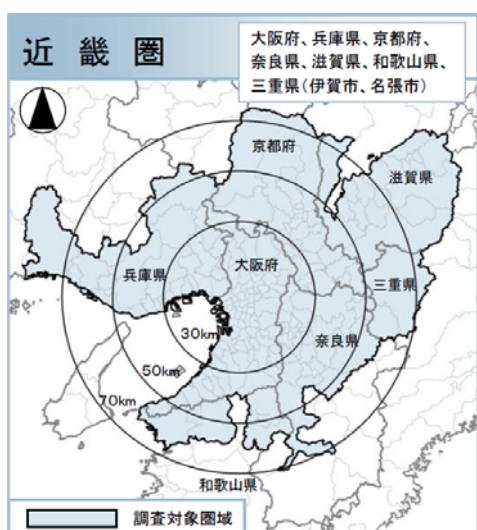 近畿圏
大阪府、兵庫県、京都府、
奈良県、滋賀県、和歌山県、
三重県(伊賀市、名張市)
京都府
滋賀県
兵庫県
大阪府
三重県
30km
奈良県
50km
70km
和歌山県
調査対象圏域